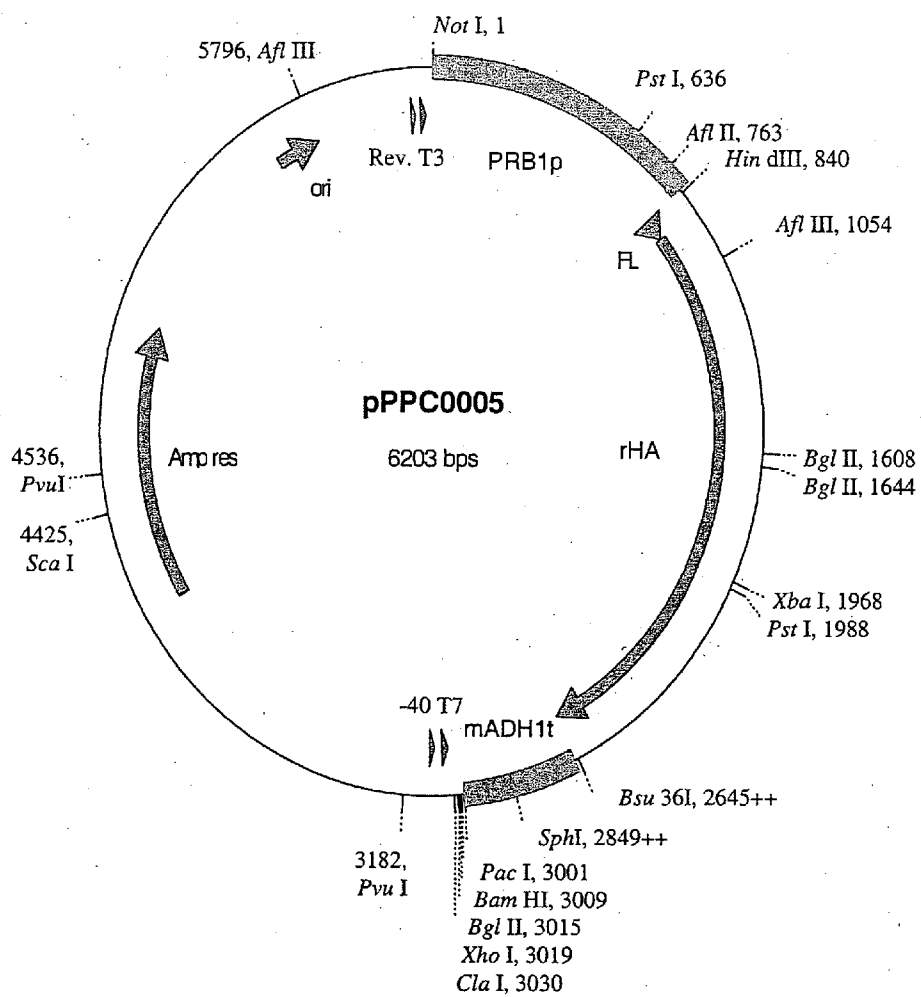 Not I, 1
5796, Afl III
Pst I, 636
Afl II, 763
Hin dIII, 840
Rev. T3
PRB1p
ori
Afl III, 1054
FL
pPPC0005
6203 bps
rHA
Amp res
4536,
PvuI
4425,
Sca I
Bgl II, 1608
Bgl II, 1644
Xba I, 1968
Pst I, 1988
-40 T7
mADH1t
Bsu 36I, 2645++
SphI, 2849++
3182,
Pvu I
Pac I, 3001
Bam HI, 3009
Bgl II, 3015
Xho I, 3019
Cla I, 3030